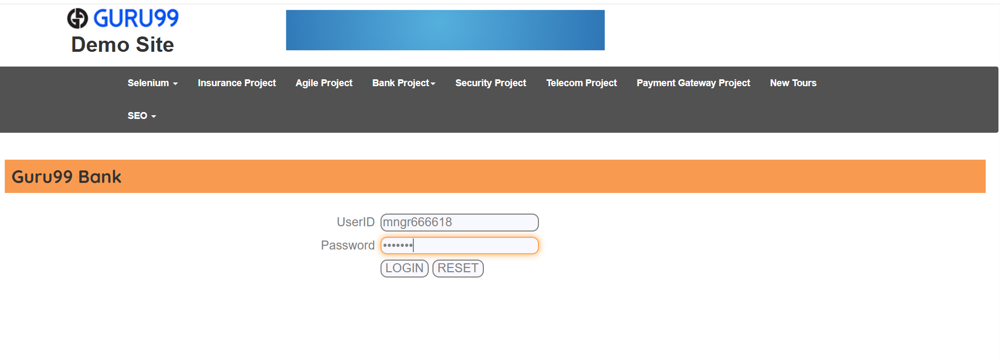 GURU99
Demo Site
Selenium Insurance Project Agile Project Bank Project Security Project Telecom Project Payment Gateway Project New Tours
SEO
Guru99 Bank
UserID mngr666618
Password •••••••
LOGIN RESET